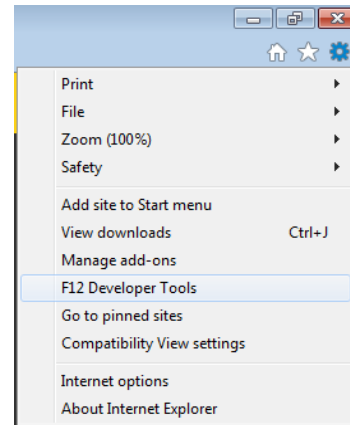 Print
File
Zoom (100%)
Safety
Add site to Start menu
View downloads Ctrl+J
Manage add-ons
F12 Developer Tools
Go to pinned sites
Compatibility View settings
Internet options
About Internet Explorer